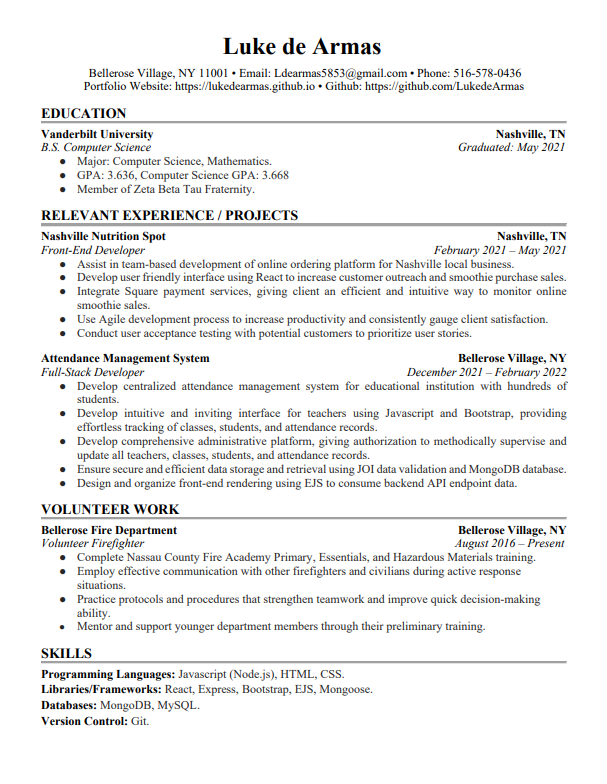 Luke de Armas
Bellerose Village, NY 11001 • Email: Ldearmas5853@gmail.com • Phone: 516-578-0436
Portfolio Website: https://lukedearmas.github.io • Github: https://github.com/LukedeArmas
EDUCATION
Vanderbilt University Nashville, TN
B.S. Computer Science Graduated: May 2021
● Major: Computer Science, Mathematics.
● GPA: 3.636, Computer Science GPA: 3.668
● Member of Zeta Beta Tau Fraternity.
RELEVANT EXPERIENCE / PROJECTS
Nashville Nutrition Spot Nashville, TN
Front-End Developer February 2021 – May 2021
● Assist in team-based development of online ordering platform for Nashville local business.
● Develop user friendly interface using React to increase customer outreach and smoothie purchase sales.
● Integrate Square payment services, giving client an efficient and intuitive way to monitor online
smoothie sales.
● Use Agile development process to increase productivity and consistently gauge client satisfaction.
● Conduct user acceptance testing with potential customers to prioritize user stories.
Attendance Management System Bellerose Village, NY
Full-Stack Developer December 2021 – February 2022
● Develop centralized attendance management system for educational institution with hundreds of
students.
● Develop intuitive and inviting interface for teachers using Javascript and Bootstrap, providing
effortless tracking of classes, students, and attendance records.
● Develop comprehensive administrative platform, giving authorization to methodically supervise and
update all teachers, classes, students, and attendance records.
● Ensure secure and efficient data storage and retrieval using JOI data validation and MongoDB database.
● Design and organize front-end rendering using EJS to consume backend API endpoint data.
VOLUNTEER WORK
Bellerose Fire Department Bellerose Village, NY
Volunteer Firefighter August 2016 – Present
● Complete Nassau County Fire Academy Primary, Essentials, and Hazardous Materials training.
● Employ effective communication with other firefighters and civilians during active response
situations.
● Practice protocols and procedures that strengthen teamwork and improve quick decision-making
ability.
● Mentor and support younger department members through their preliminary training.
SKILLS
Programming Languages: Javascript (Node.js), HTML, CSS.
Libraries/Frameworks: React, Express, Bootstrap, EJS, Mongoose.
Databases: MongoDB, MySQL.
Version Control: Git.